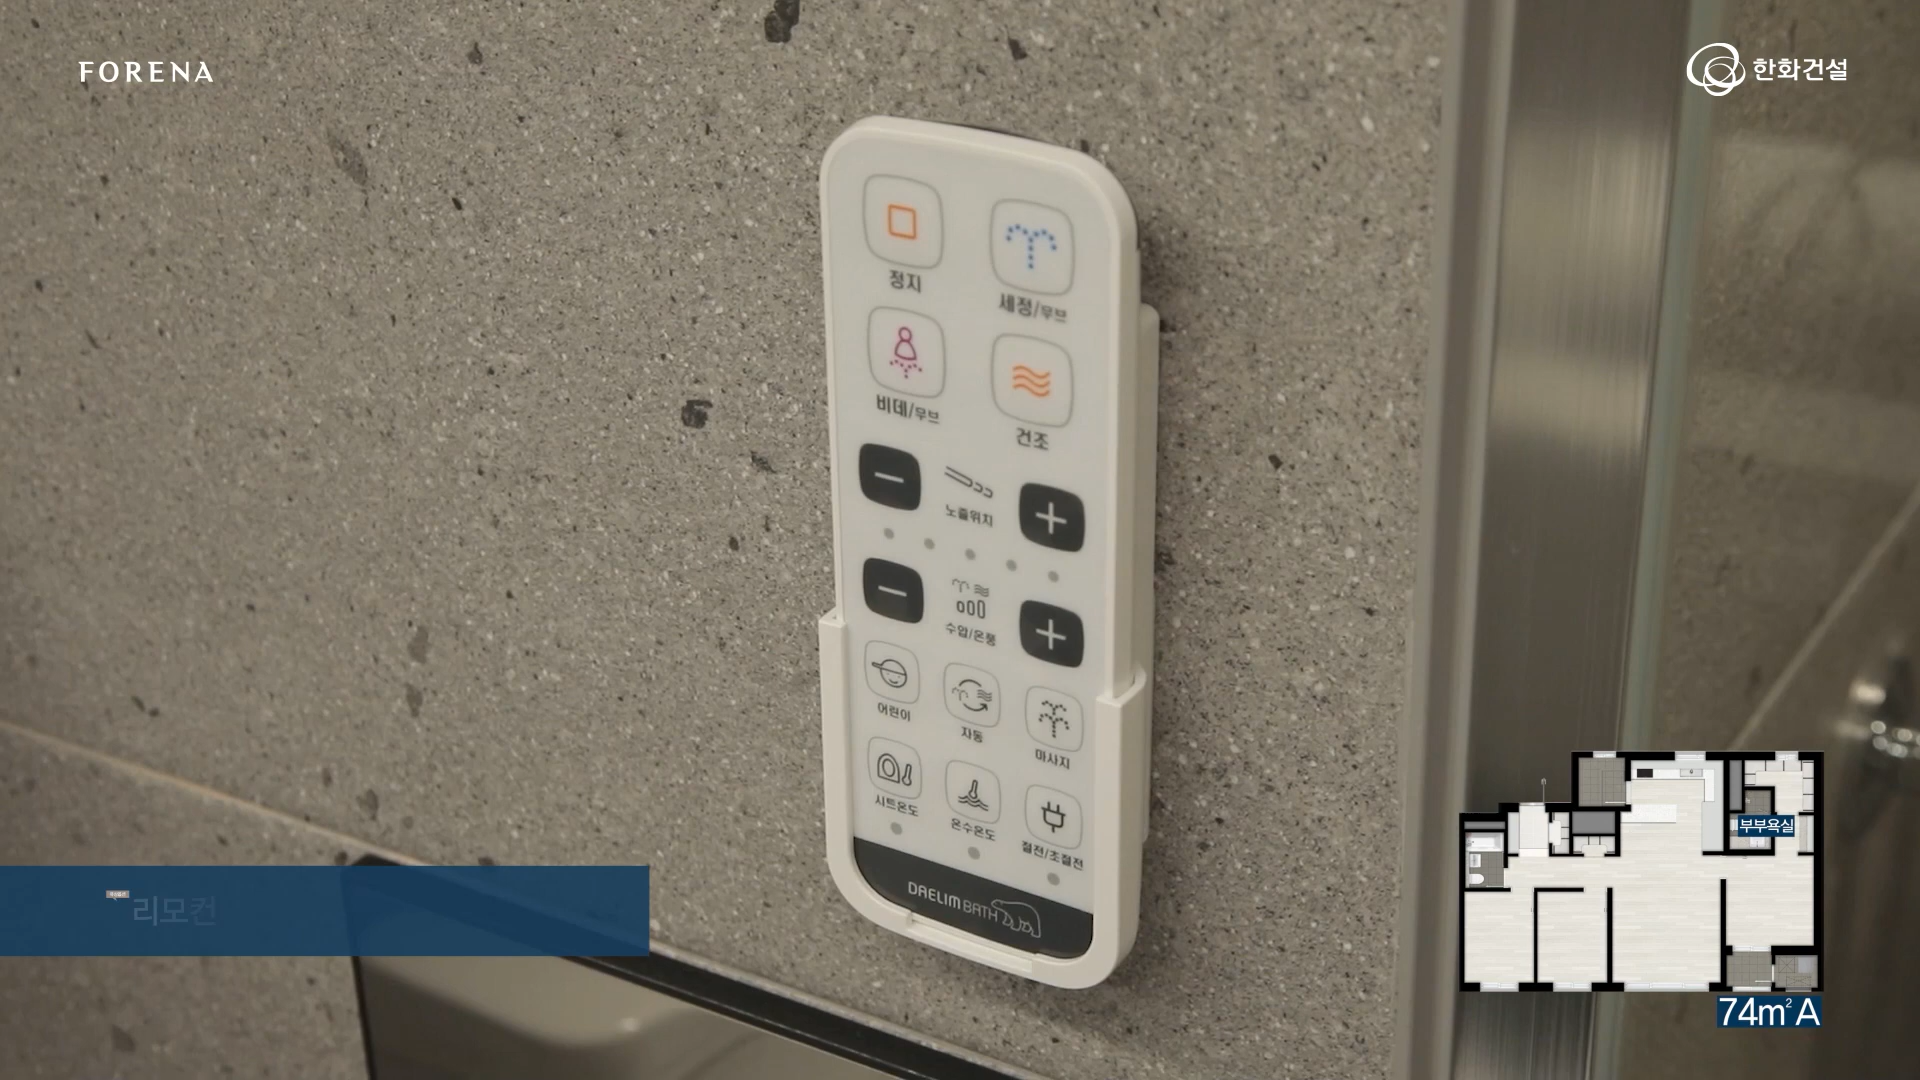 FORENA
한화건설
정지
세정/무브
비데/무브
건조
노즐위치
수압/온풍
어린이
자동
마사지
시트온도
온수온도
절전/초절전
DAELIM BATH
리모컨
부부욕실
74m² A